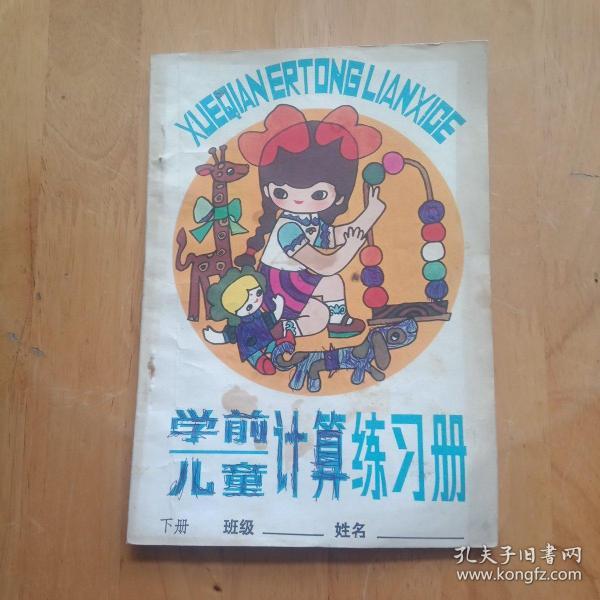 XUEQIANERTONGLIANXICE
学前
儿童
计算练习册
下册 班级 姓名
孔夫子旧书网
www.kongfz.com